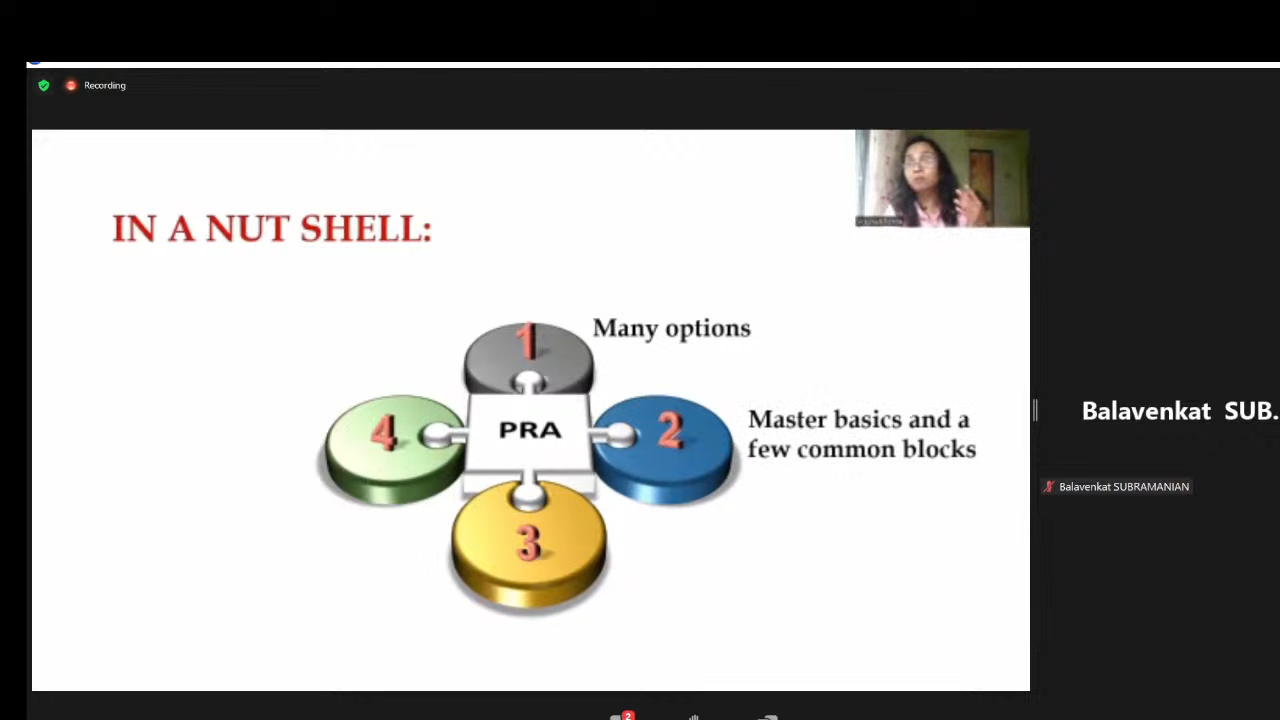 Recording
IN A NUT SHELL:
1
Many options
4
PRA
2
Master basics and a
few common blocks
3
Balavenkat SUB.
Balavenkat SUBRAMANIAN
2